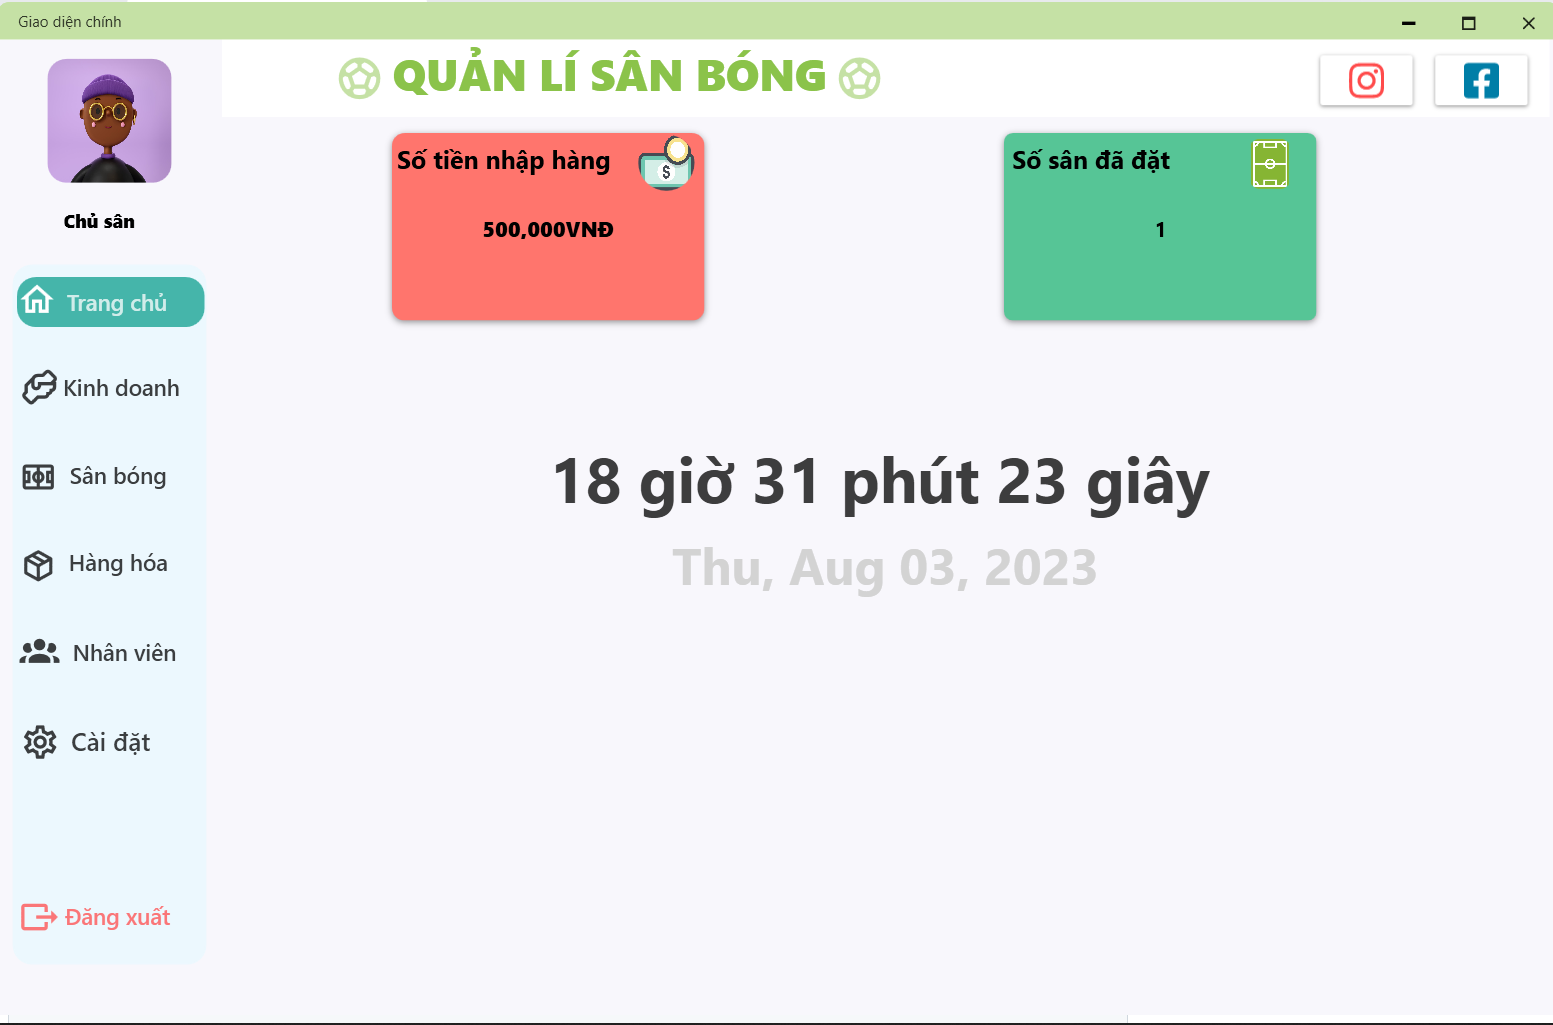 Giao diện chính
QUẢN LÍ SÂN BÓNG
Chủ sân
Trang chủ
Kinh doanh
Sân bóng
Hàng hóa
Nhân viên
Cài đặt
Đăng xuất
Số tiền nhập hàng
$
500,000VNĐ
Số sân đã đặt
1
18 giờ 31 phút 23 giây
Thu, Aug 03, 2023